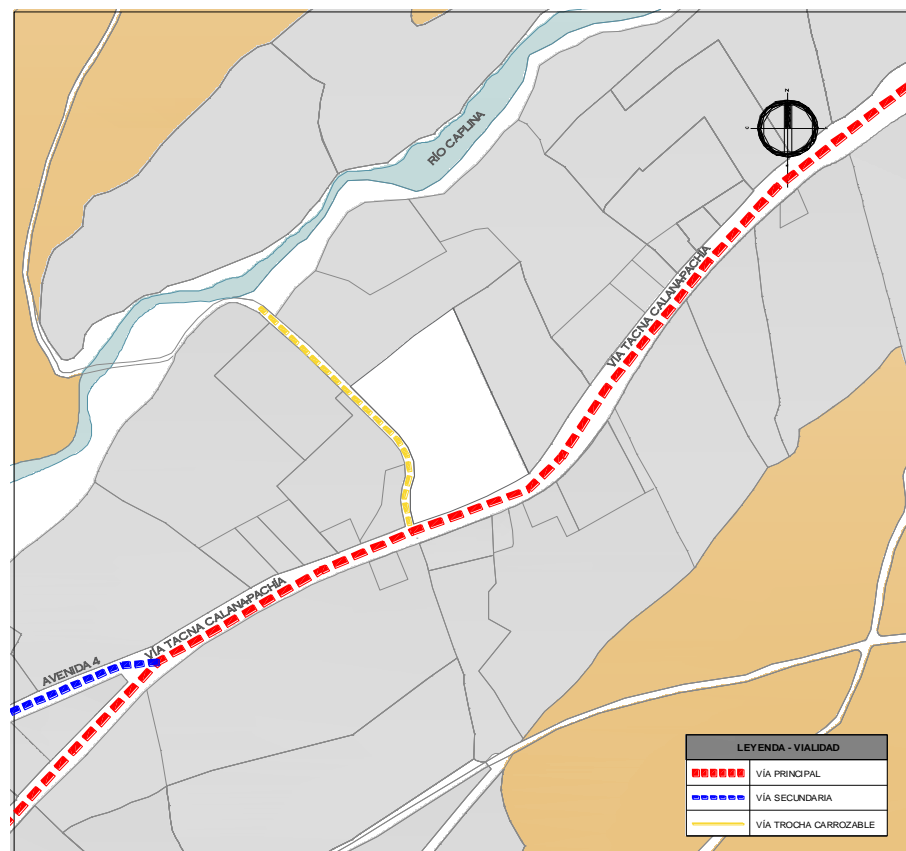 N
RÍO CAPLINA
VÍA TACNA CALANA-PACHÍA
VÍA TACNA CALANA-PACHÍA
AVENIDA 4
LEYENDA - VIALIDAD
VÍA PRINCIPAL
VÍA SECUNDARIA
VÍA TROCHA CARROZABLE